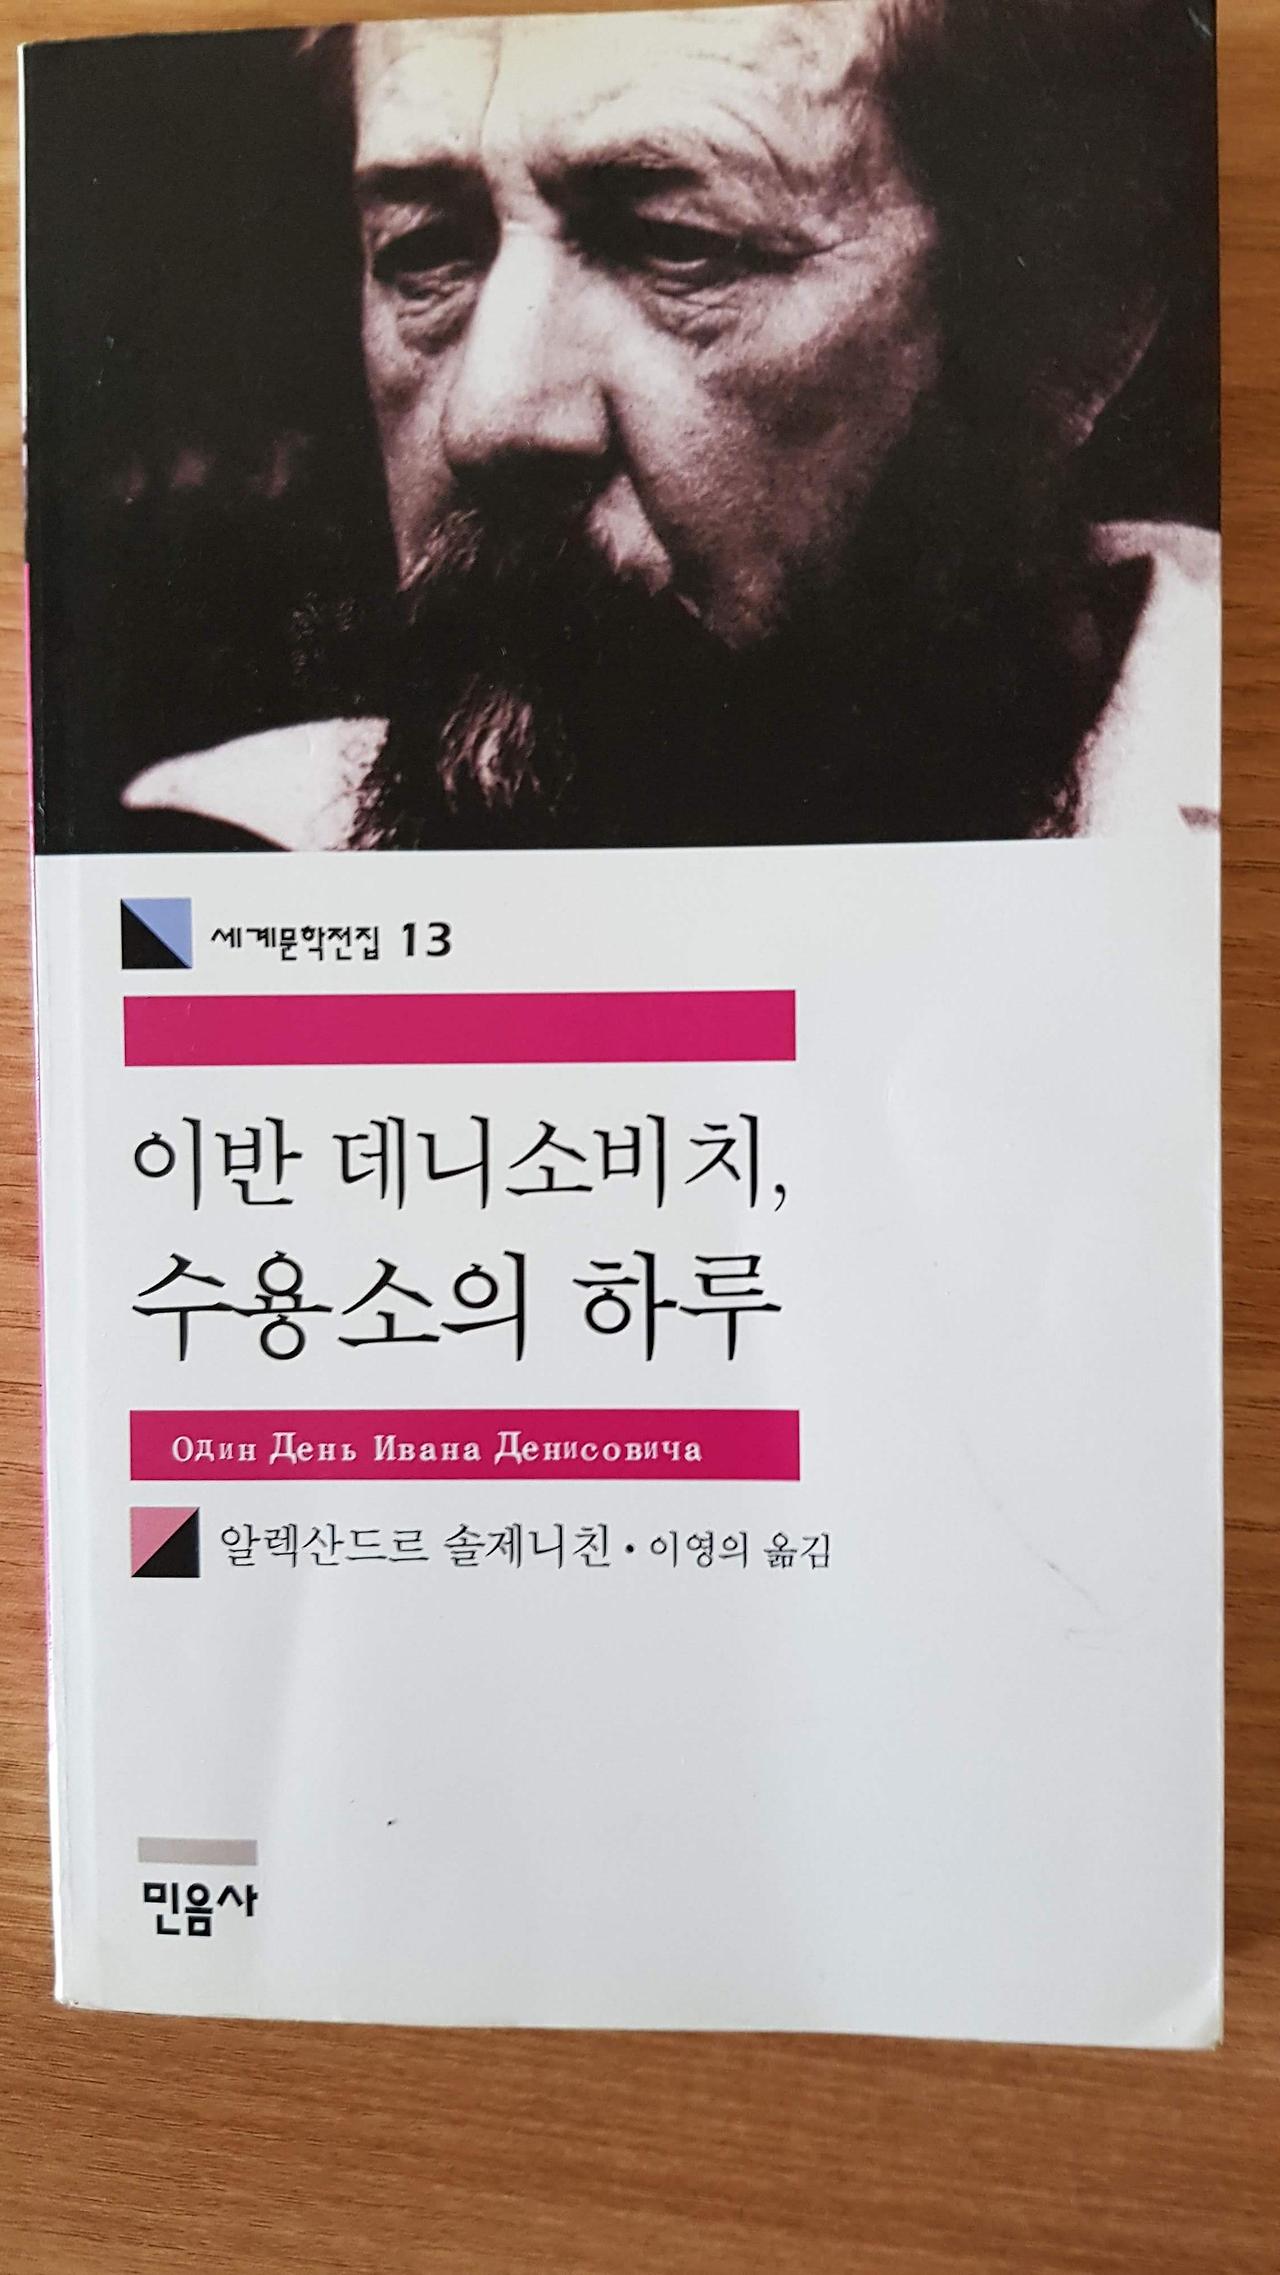 세계문학전집 13
이반 데니소비치,
수용소의 하루
Один День Ивана Денисовича
알렉산드르 솔제니친 · 이영의 옮김
민음사